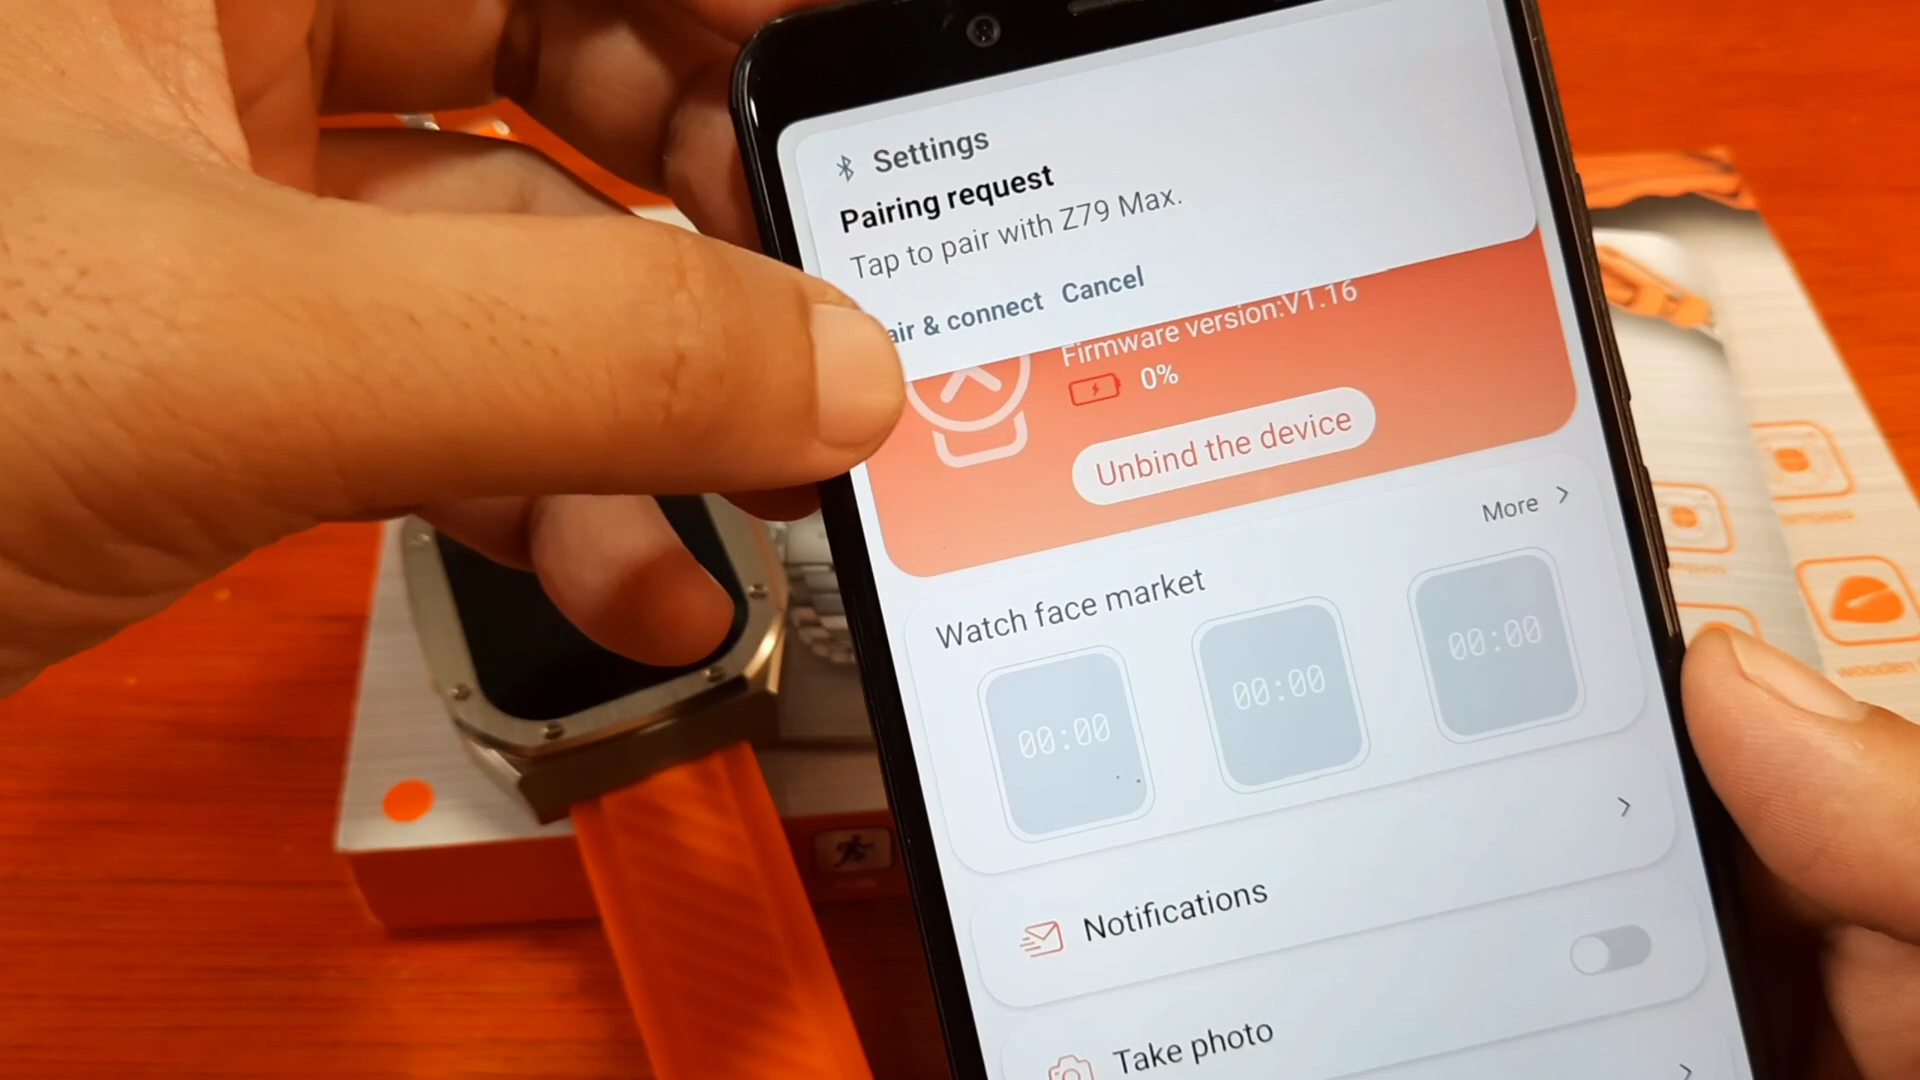 Settings
Pairing request
Tap to pair with Z79 Max.
air & connect Cancel
Firmware version:V1.16
0%
Unbind the device
More
Watch face market
00:00 00:00 00:00
Notifications
Take photo
wooden